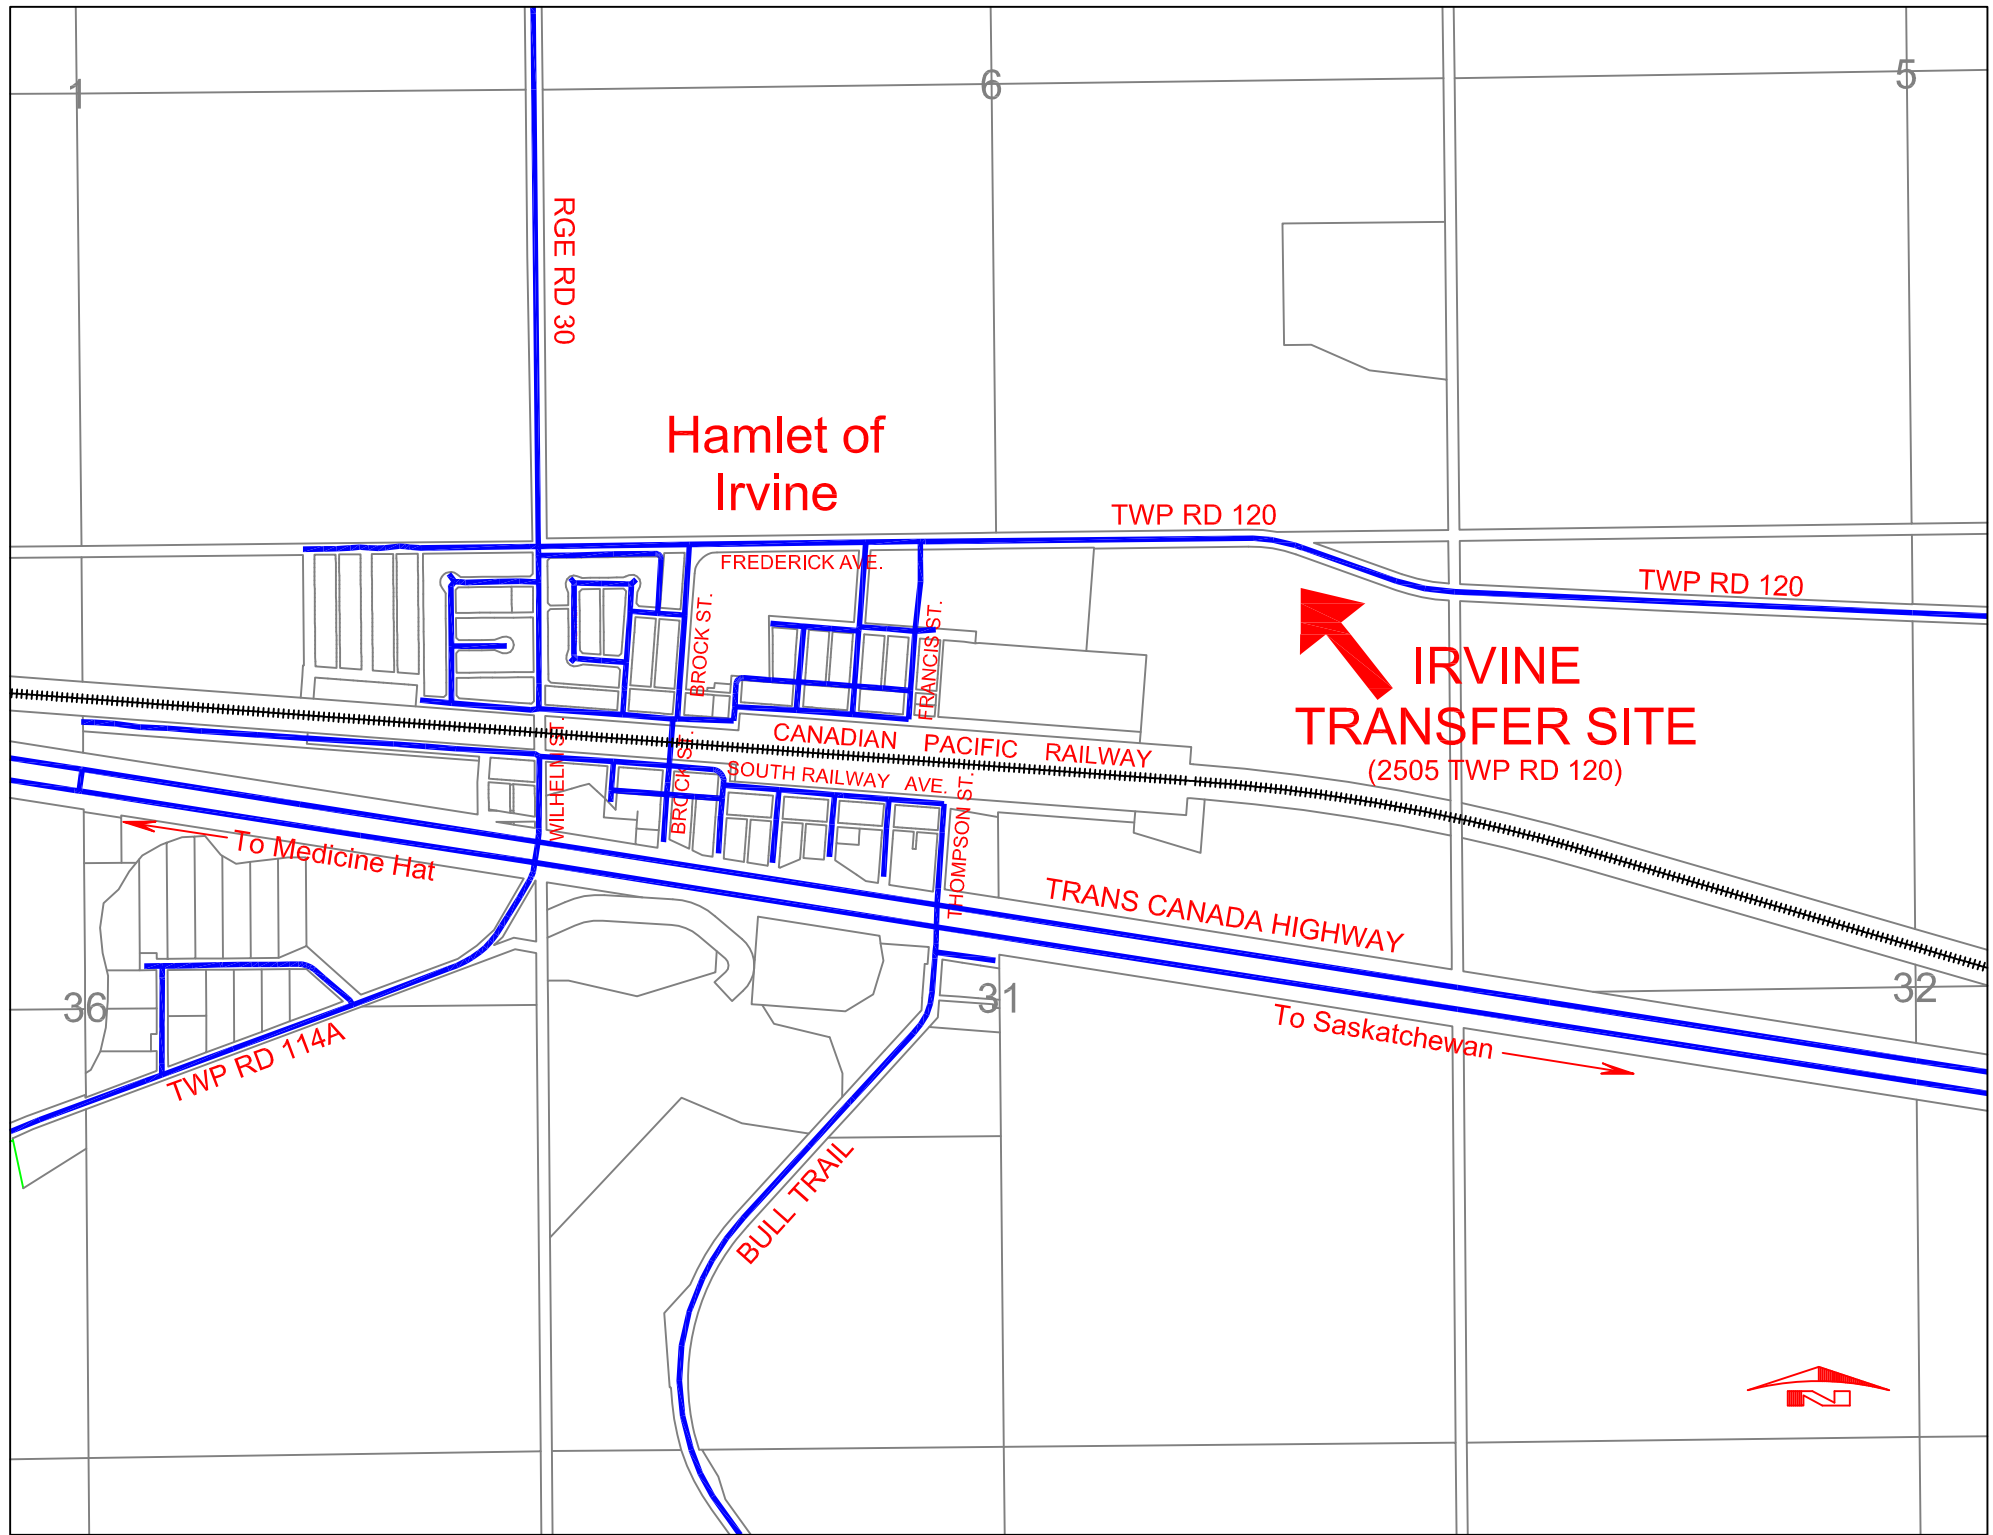 1
6
5
RGE RD 30
Hamlet of
Irvine
TWP RD 120
FREDERICK AVE.
TWP RD 120
BROCK ST.
FRANCIS ST.
IRVINE
TRANSFER SITE
(2505 TWP RD 120)
CANADIAN PACIFIC RAILWAY
SOUTH RAILWAY AVE.
WILHELM ST.
BROCK ST.
THOMPSON ST.
To Medicine Hat
TRANS CANADA HIGHWAY
36
31
32
To Saskatchewan
TWP RD 114A
BULL TRAIL
N